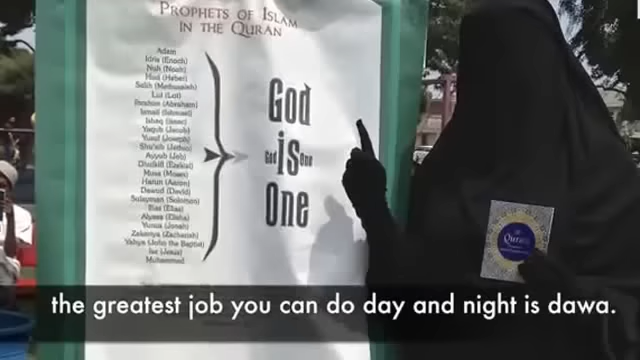 PROPHETS OF ISLAM
IN THE QURAN
Adam
Idris (Enoch)
Nuh (Noah)
Hud (Heber)
Salih (Methuselah)
Lut (Lot)
Ibrahim (Abraham)
Ismail (Ishmael)
Ishaq (Isaac)
Yaqub (Jacob)
Yusuf (Joseph)
Shu'aib (Jethro)
Ayyub (Job)
Dhulkifl (Ezekiel)
Musa (Moses)
Harun (Aaron)
Dawud (David)
Sulayman (Solomon)
Ilias (Elias)
Alyasa (Elisha)
Yunus (Jonah)
Zakariya (Zachariah)
Yahya (John the Baptist)
Isa (Jesus)
Muhammad
God
God is One
is
One
Quran
the greatest job you can do day and night is dawa.